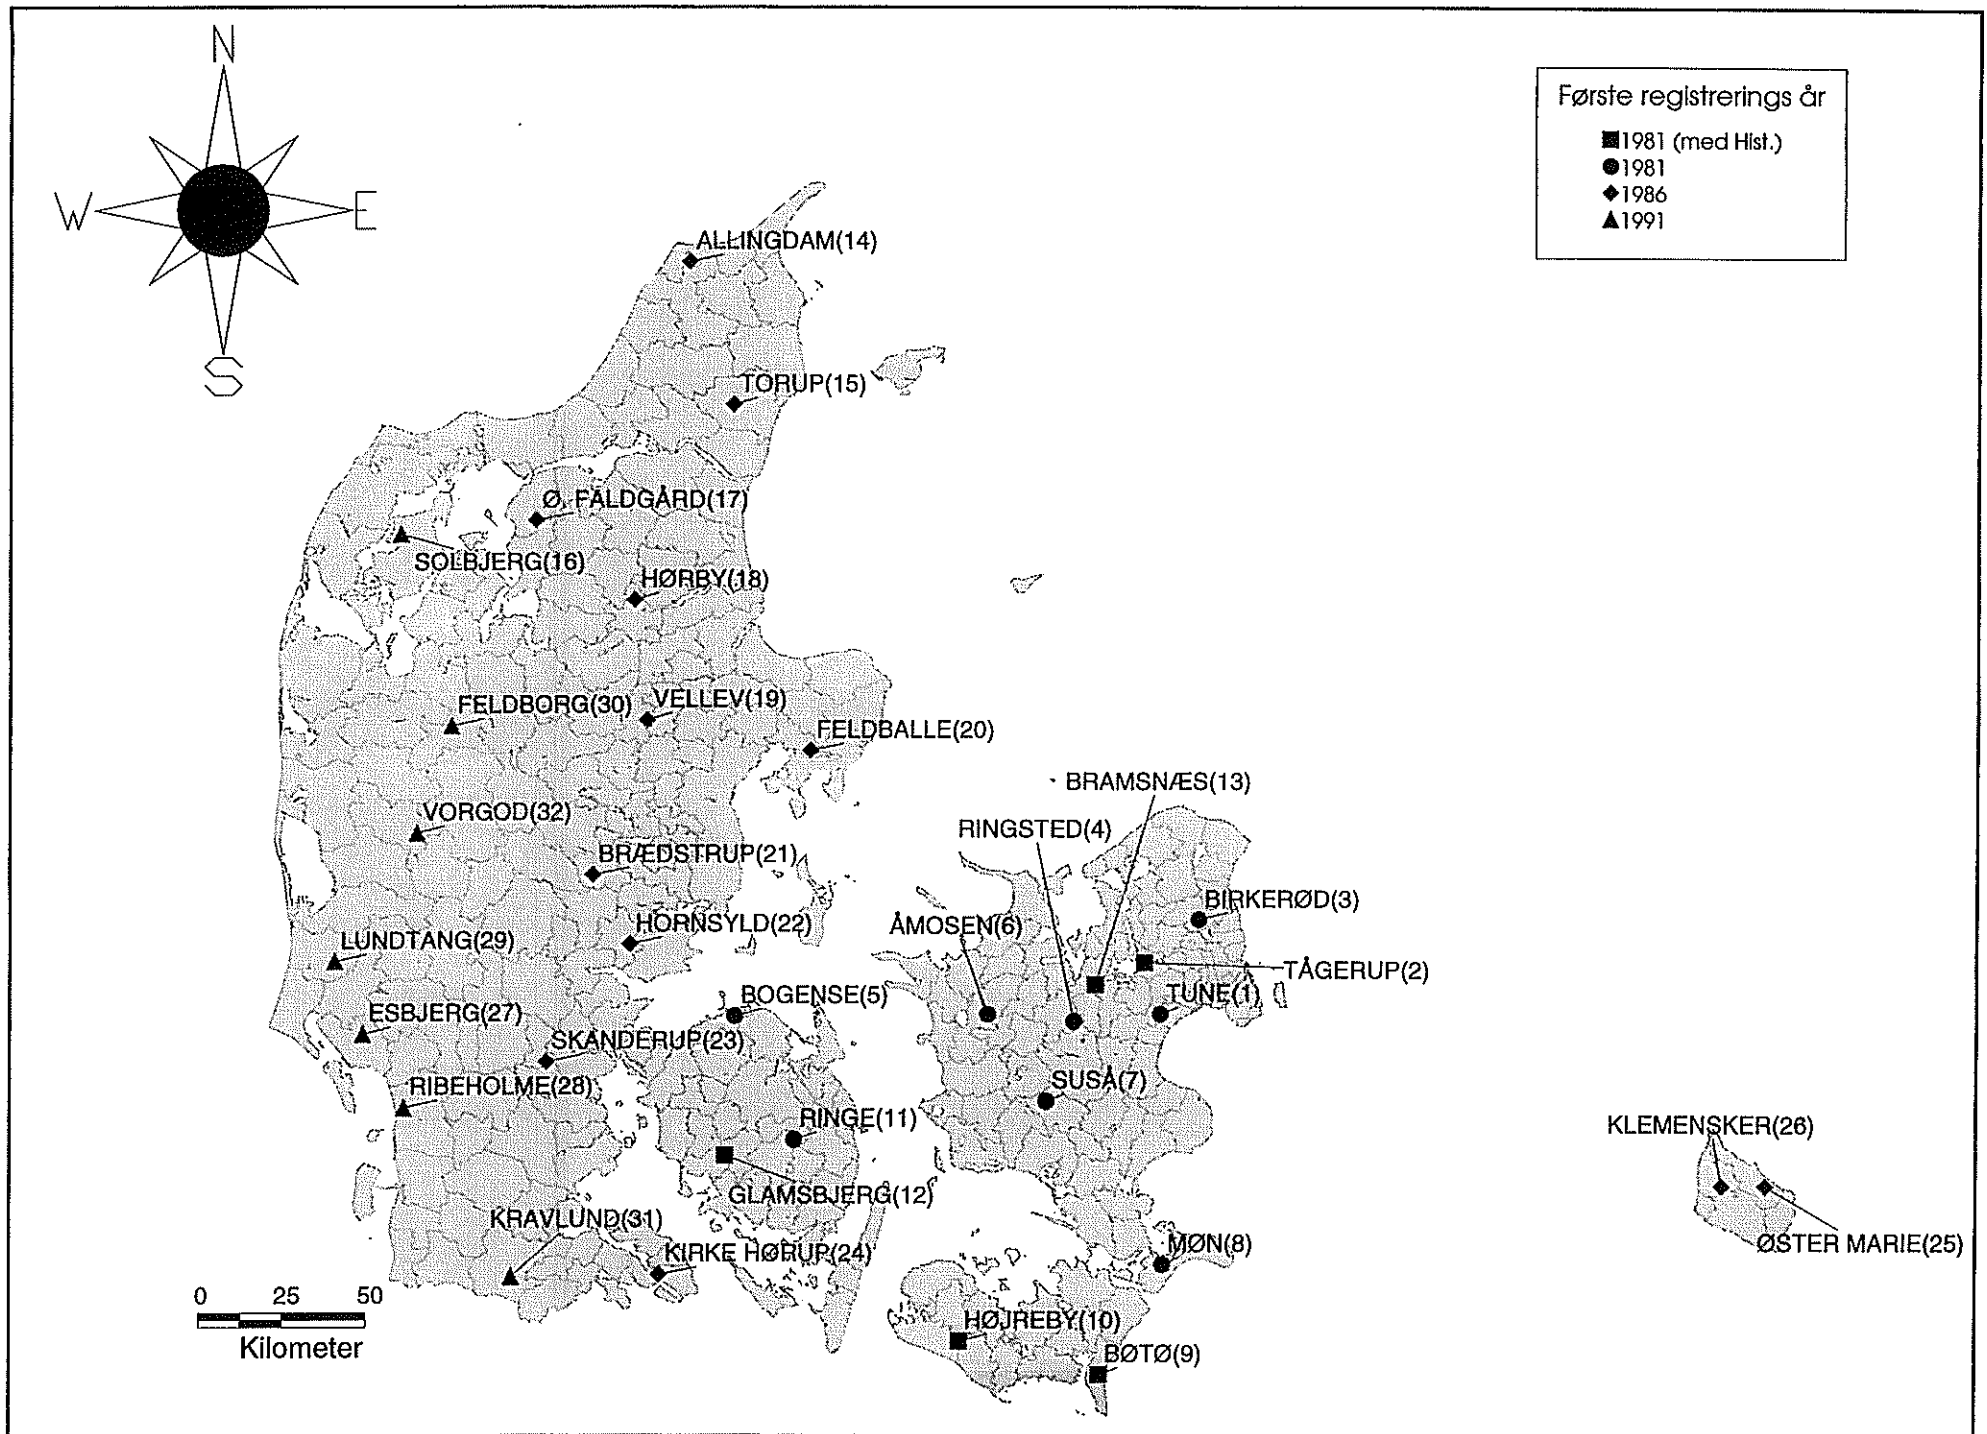 N
W
E
S
Første registrerings år
1981 (med Hist.)
1981
1986
1991
ALLINGDAM(14)
TORUP(15)
Ø. FALDGÅRD(17)
SOLBJERG(16)
HØRBY(18)
FELDBORG(30)
VELLEV(19)
FELDBALLE(20)
BRAMSNÆS(13)
VORGOD(32)
RINGSTED(4)
BRÆDSTRUP(21)
BIRKERØD(3)
HORNSYLD(22)
ÅMOSEN(6)
LUNDTANG(29)
TÅGERUP(2)
BOGENSE(5)
TUNE(1)
ESBJERG(27)
SKANDERUP(23)
RIBEHOLME(28)
SUSÅ(7)
RINGE(11)
KLEMENSKER(26)
GLAMSBJERG(12)
KRAVLUND(31)
KIRKE HØRUP(24)
MØN(8)
ØSTER MARIE(25)
0 25 50
Kilometer
HØJREBY(10)
BØTØ(9)